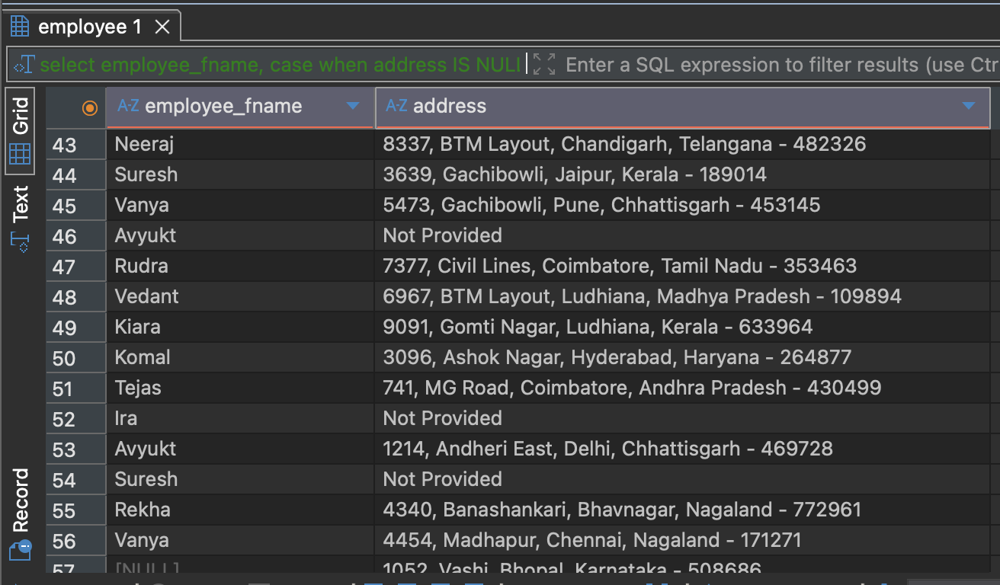 employee 1
select employee_fname, case when address IS NULI Enter a SQL expression to filter results (use Ctr
Grid
Text
Record
A-Z employee_fname A-Z address
43 Neeraj 8337, BTM Layout, Chandigarh, Telangana - 482326
44 Suresh 3639, Gachibowli, Jaipur, Kerala - 189014
45 Vanya 5473, Gachibowli, Pune, Chhattisgarh - 453145
46 Avyukt Not Provided
47 Rudra 7377, Civil Lines, Coimbatore, Tamil Nadu - 353463
48 Vedant 6967, BTM Layout, Ludhiana, Madhya Pradesh - 109894
49 Kiara 9091, Gomti Nagar, Ludhiana, Kerala - 633964
50 Komal 3096, Ashok Nagar, Hyderabad, Haryana - 264877
51 Tejas 741, MG Road, Coimbatore, Andhra Pradesh - 430499
52 Ira Not Provided
53 Avyukt 1214, Andheri East, Delhi, Chhattisgarh - 469728
54 Suresh Not Provided
55 Rekha 4340, Banashankari, Bhavnagar, Nagaland - 772961
56 Vanya 4454, Madhapur, Chennai, Nagaland - 171271
57 [NULL] 1052, Vashi, Bhopal, Karnataka - 508686